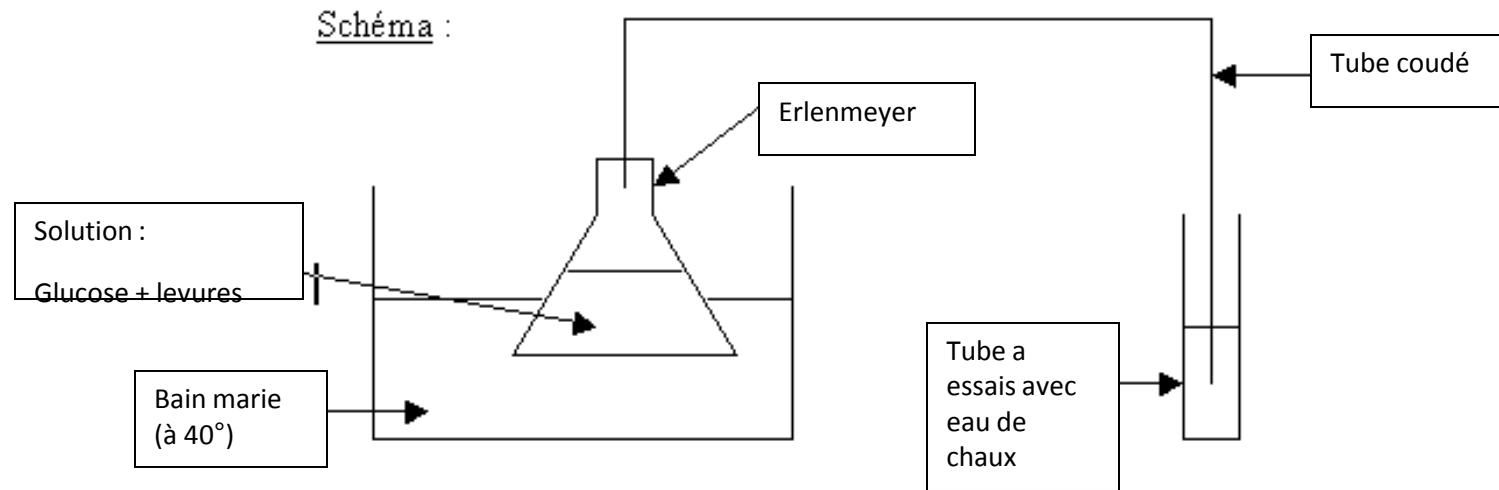 Schéma :
Tube coudé
Erlenmeyer
Solution :
Glucose + levures
Bain marie
(à 40°)
Tube a
essais avec
eau de
chaux